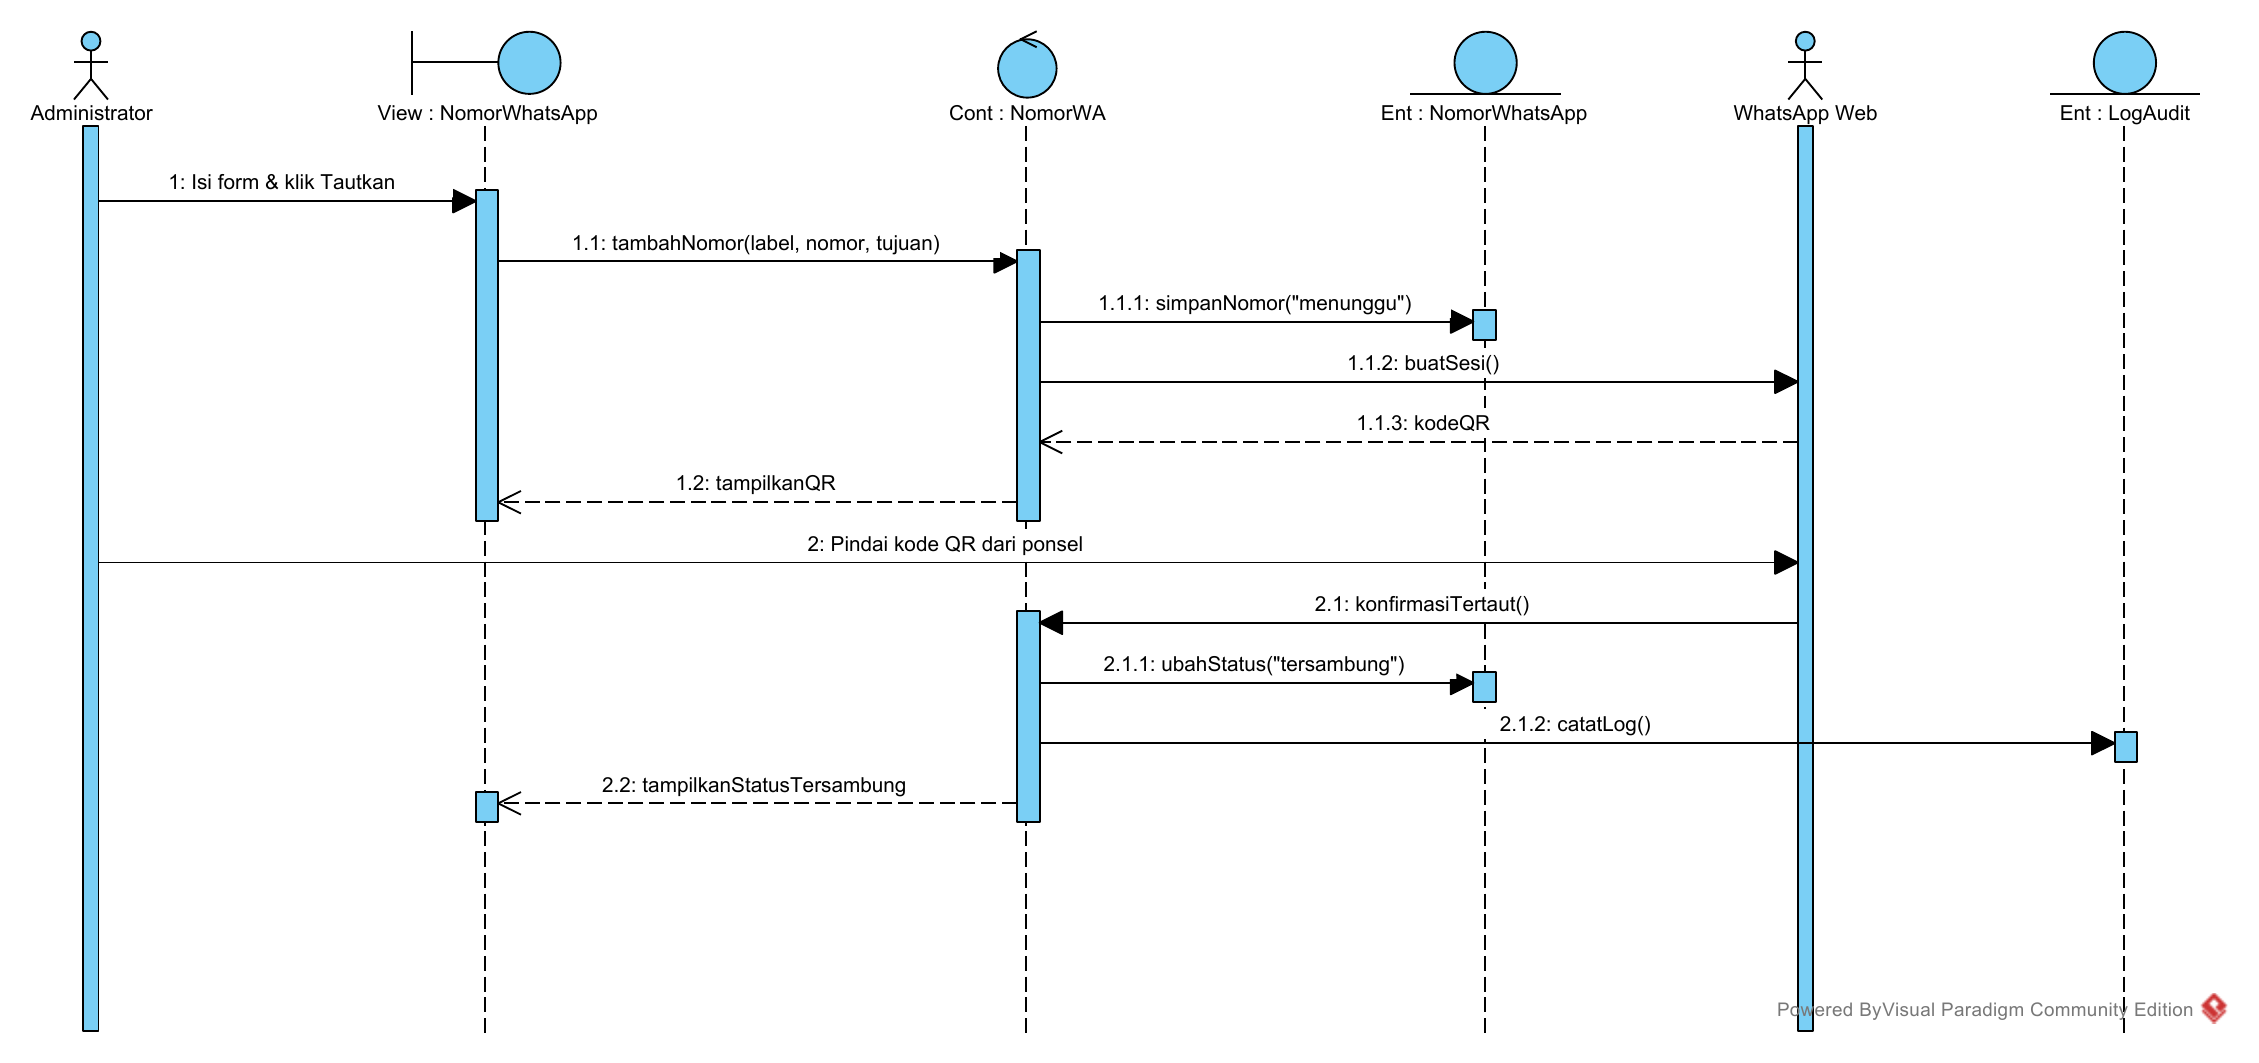 Administrator
View : NomorWhatsApp
Cont : NomorWA
Ent : NomorWhatsApp
WhatsApp Web
Ent : LogAudit
1: Isi form & klik Tautkan
1.1: tambahNomor(label, nomor, tujuan)
1.1.1: simpanNomor("menunggu")
1.1.2: buatSesi()
1.1.3: kodeQR
1.2: tampilkanQR
2: Pindai kode QR dari ponsel
2.1: konfirmasiTertaut()
2.1.1: ubahStatus("tersambung")
2.1.2: catatLog()
2.2: tampilkanStatusTersambung
Powered ByVisual Paradigm Community Edition